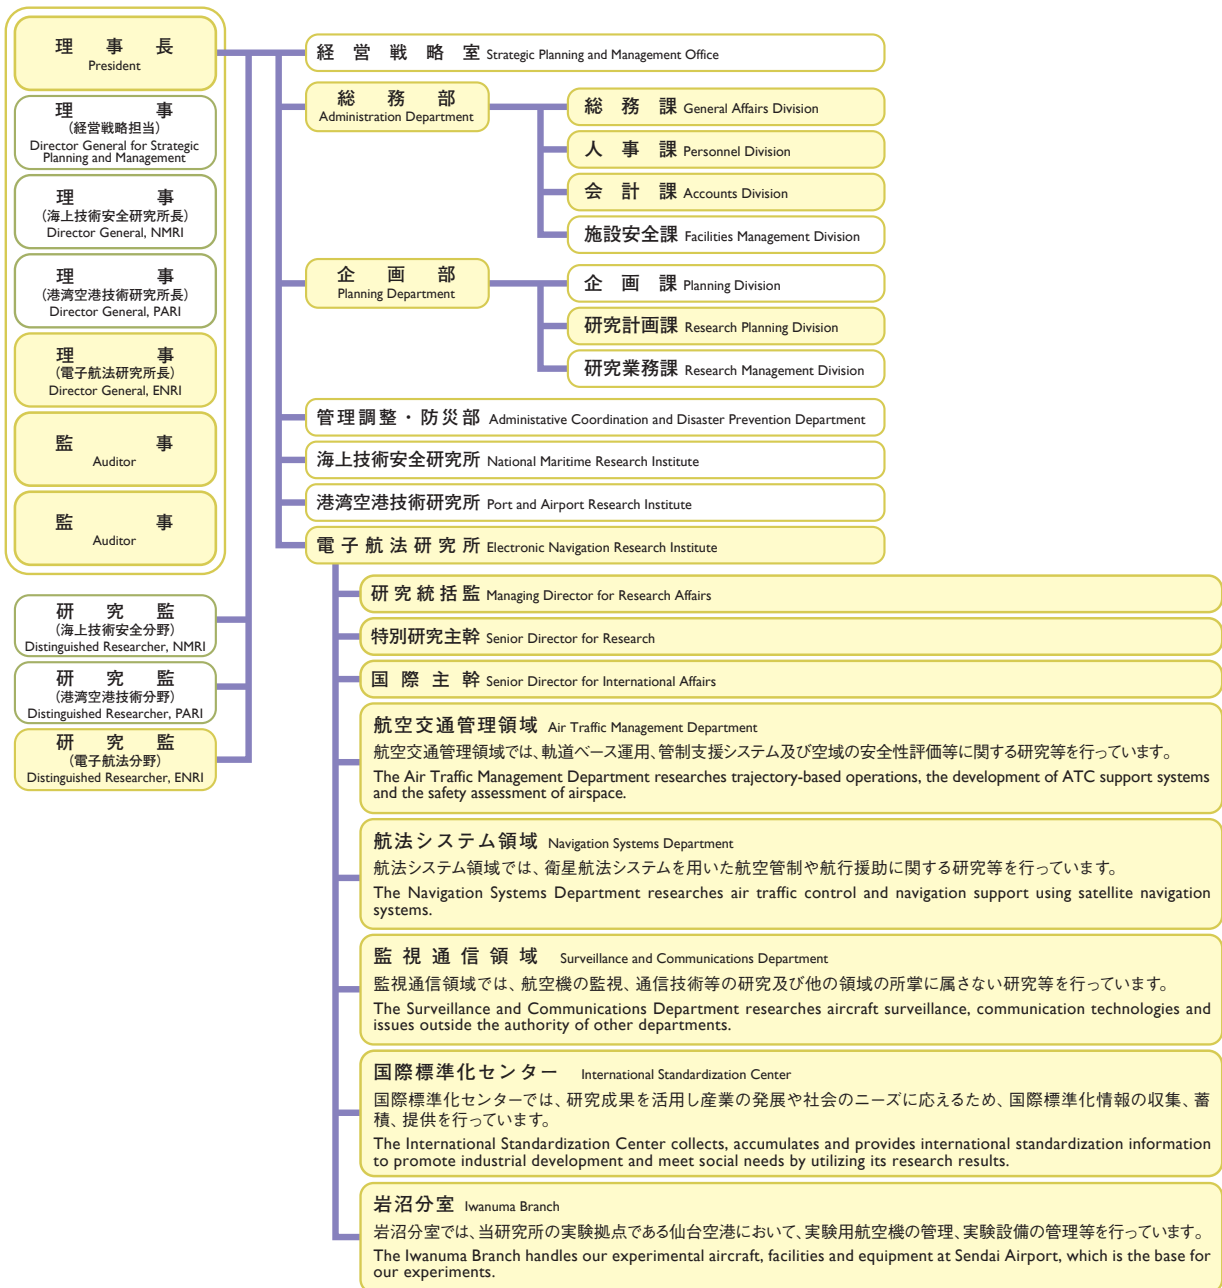 理事長
President
理事
(経営戦略担当)
Director General for Strategic
Planning and Management
理事
(海上技術安全研究所長)
Director General, NMRI
理事
(港湾空港技術研究所長)
Director General, PARI
理事
(電子航法研究所長)
Director General, ENRI
監事
Auditor
監事
Auditor
研究監
(海上技術安全分野)
Distinguished Researcher, NMRI
研究監
(港湾空港技術分野)
Distinguished Researcher, PARI
研究監
(電子航法分野)
Distinguished Researcher, ENRI
経営戦略室 Strategic Planning and Management Office
総務部
Administration Department
総務課 General Affairs Division
人事課 Personnel Division
会計課 Accounts Division
施設安全課 Facilities Management Division
企画部
Planning Department
企画課 Planning Division
研究計画課 Research Planning Division
研究業務課 Research Management Division
管理調整・防災部 Administative Coordination and Disaster Prevention Department
海上技術安全研究所 National Maritime Research Institute
港湾空港技術研究所 Port and Airport Research Institute
電子航法研究所 Electronic Navigation Research Institute
研究統括監 Managing Director for Research Affairs
特別研究主幹 Senior Director for Research
国際主幹 Senior Director for International Affairs
航空交通管理領域 Air Traffic Management Department
航空交通管理領域では、軌道ベース運用、管制支援システム及び空域の安全性評価等に関する研究等を行っています。
The Air Traffic Management Department researches trajectory-based operations, the development of ATC support systems
and the safety assessment of airspace.
航法システム領域 Navigation Systems Department
航法システム領域では、衛星航法システムを用いた航空管制や航行援助に関する研究等を行っています。
The Navigation Systems Department researches air traffic control and navigation support using satellite navigation
systems.
監視通信領域 Surveillance and Communications Department
監視通信領域では、航空機の監視、通信技術等の研究及び他の領域の所掌に属さない研究等を行っています。
The Surveillance and Communications Department researches aircraft surveillance, communication technologies and
issues outside the authority of other departments.
国際標準化センター International Standardization Center
国際標準化センターでは、研究成果を活用し産業の発展や社会のニーズに応えるため、国際標準化情報の収集、蓄
積、提供を行っています。
The International Standardization Center collects, accumulates and provides international standardization information
to promote industrial development and meet social needs by utilizing its research results.
岩沼分室 Iwanuma Branch
岩沼分室では、当研究所の実験拠点である仙台空港において、実験用航空機の管理、実験設備の管理等を行っています。
The Iwanuma Branch handles our experimental aircraft, facilities and equipment at Sendai Airport, which is the base for
our experiments.